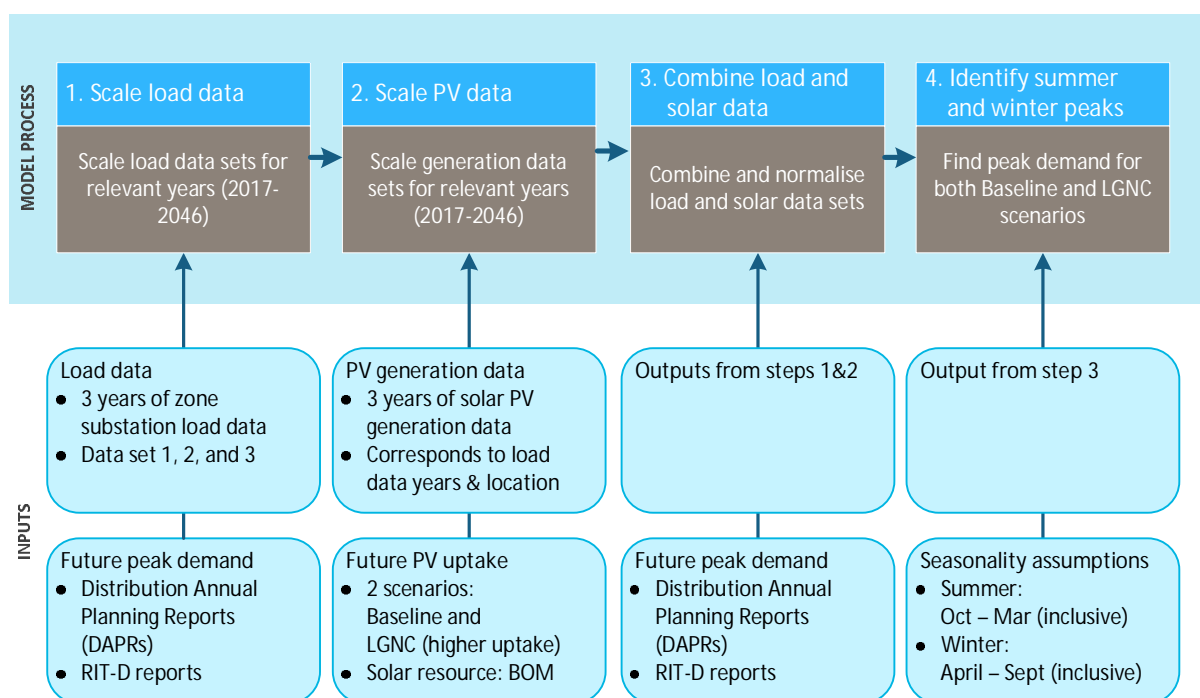 MODEL PROCESS
1. Scale load data
Scale load data sets for
relevant years (2017-
2046)
2. Scale PV data
Scale generation data
sets for relevant years
(2017-2046)
3. Combine load and
solar data
Combine and normalise
load and solar data sets
4. Identify summer
and winter peaks
Find peak demand for
both Baseline and LGNC
scenarios
INPUTS
Load data
● 3 years of zone
substation load data
● Data set 1, 2, and 3
PV generation data
● 3 years of solar PV
generation data
● Corresponds to load
data years & location
Outputs from steps 1&2
Output from step 3
Future peak demand
● Distribution Annual
Planning Reports
(DAPRs)
● RIT-D reports
Future PV uptake
● 2 scenarios:
Baseline and
LGNC (higher uptake)
● Solar resource: BOM
Future peak demand
● Distribution Annual
Planning Reports
(DAPRs)
● RIT-D reports
Seasonality assumptions
● Summer:
Oct – Mar (inclusive)
● Winter:
April – Sept (inclusive)